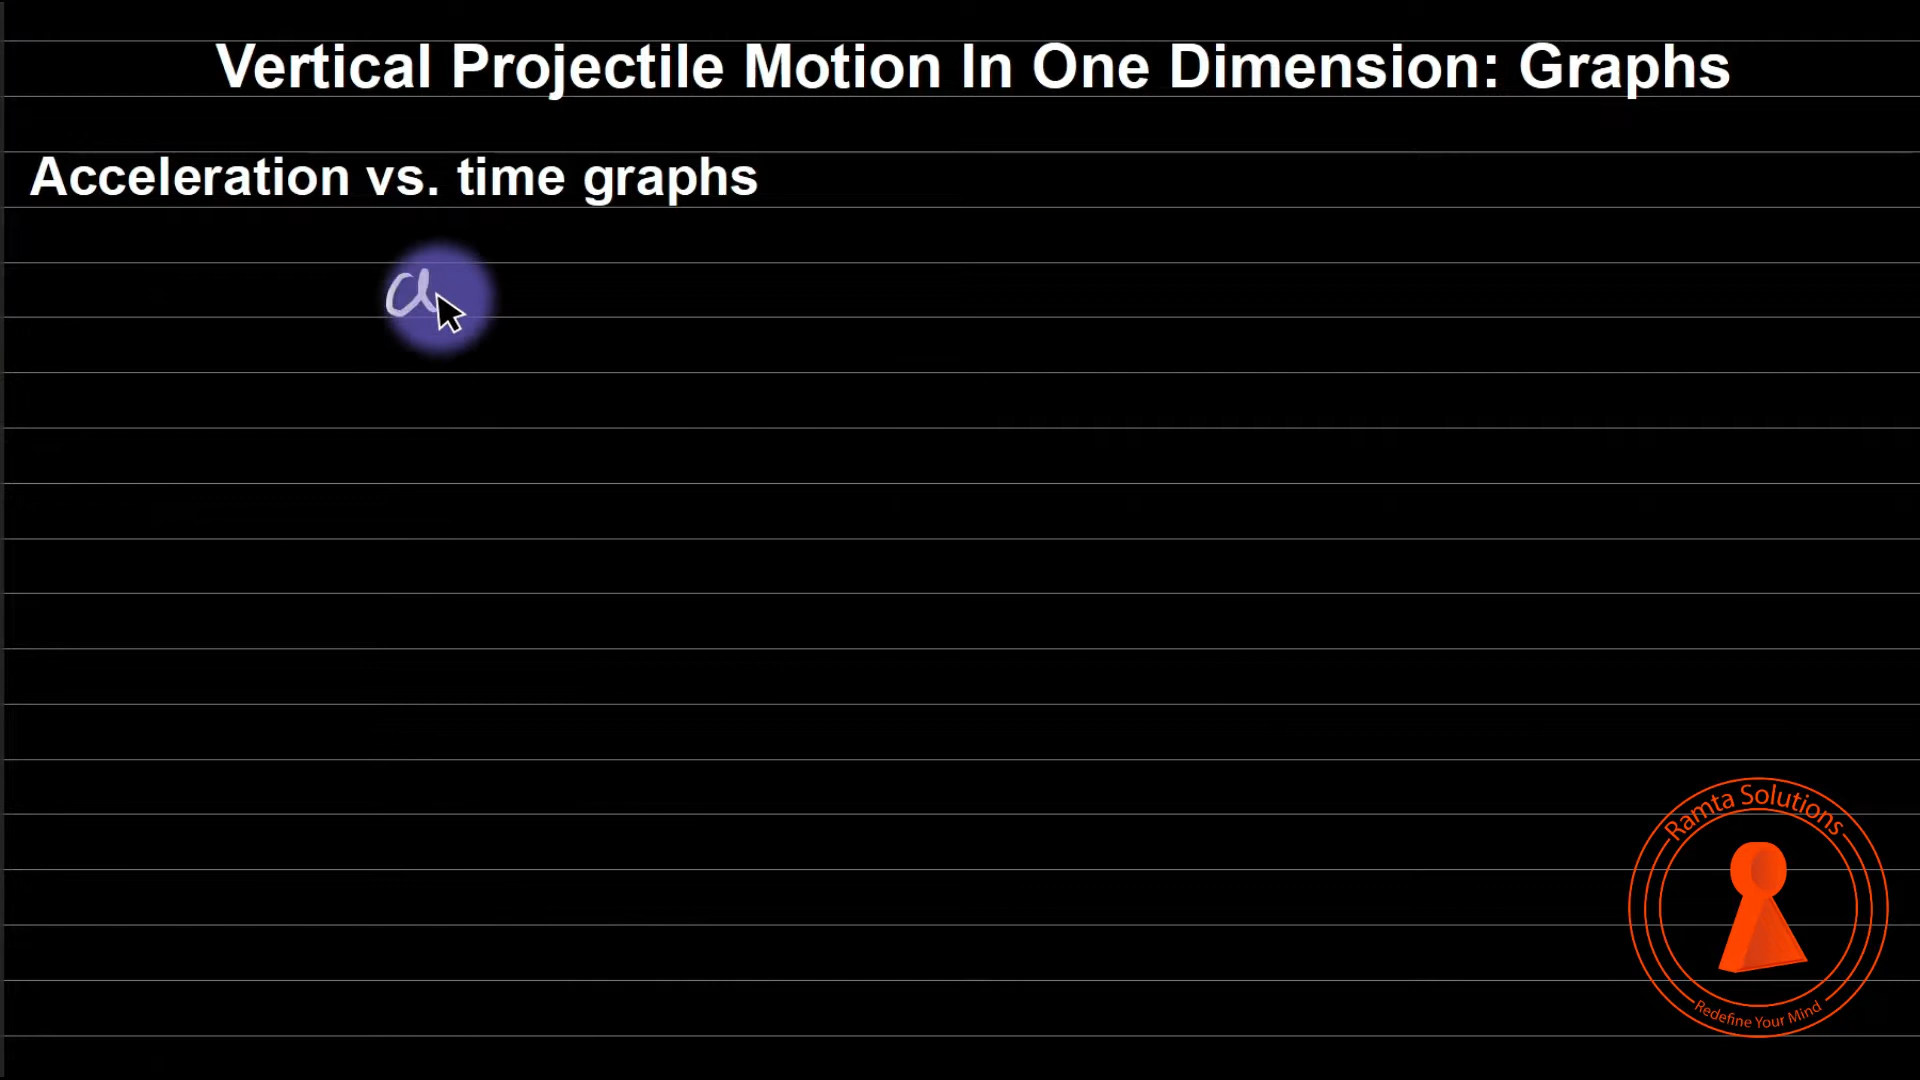 Vertical Projectile Motion In One Dimension: Graphs
Acceleration vs. time graphs
a
Ramta Solutions
Redefine Your Mind